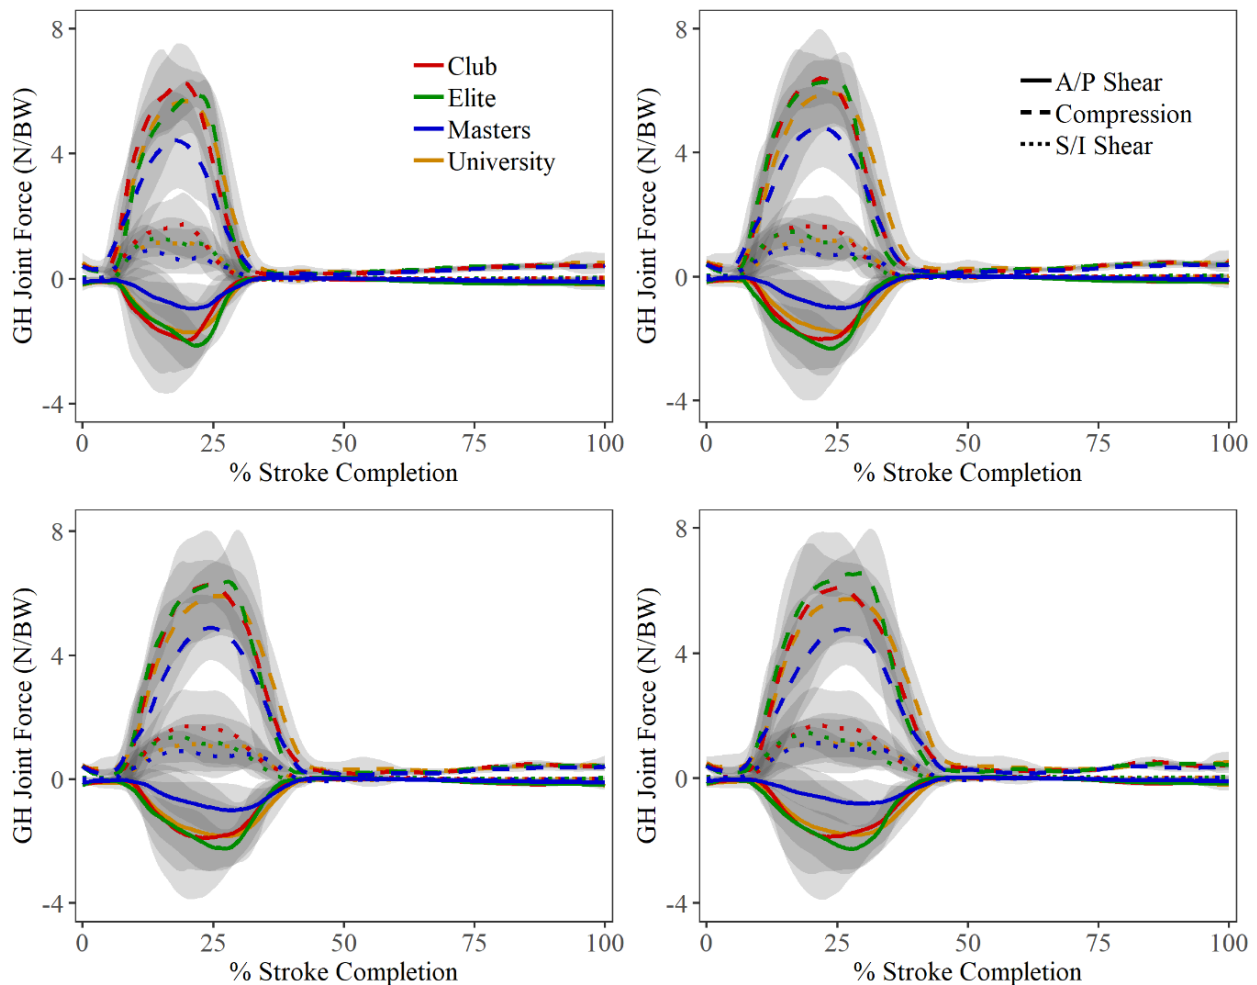 8
4
0
-4
GH Joint Force (N/BW)
Club
Elite
Masters
University
0 25 50 75 100
% Stroke Completion
8
4
0
-4
GH Joint Force (N/BW)
A/P Shear
Compression
S/I Shear
0 25 50 75 100
% Stroke Completion
8
4
0
-4
GH Joint Force (N/BW)
0 25 50 75 100
% Stroke Completion
8
4
0
-4
GH Joint Force (N/BW)
0 25 50 75 100
% Stroke Completion